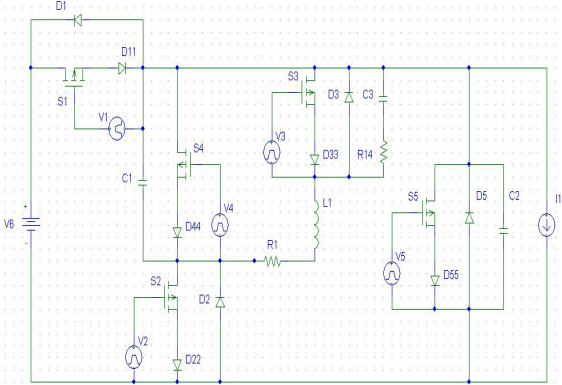 D1
D11
S1
V1
C1
V6
+
-
S4
V4
D44
S2
V2
D2
D22
R1
L1
S3
V3
D3
D33
C3
R14
S5
V5
D5
D55
C2
I1